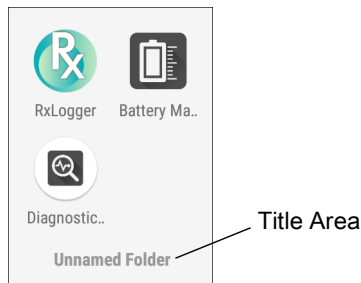 Rx
RxLogger Battery Ma..
Diagnostic..
Unnamed Folder
Title Area